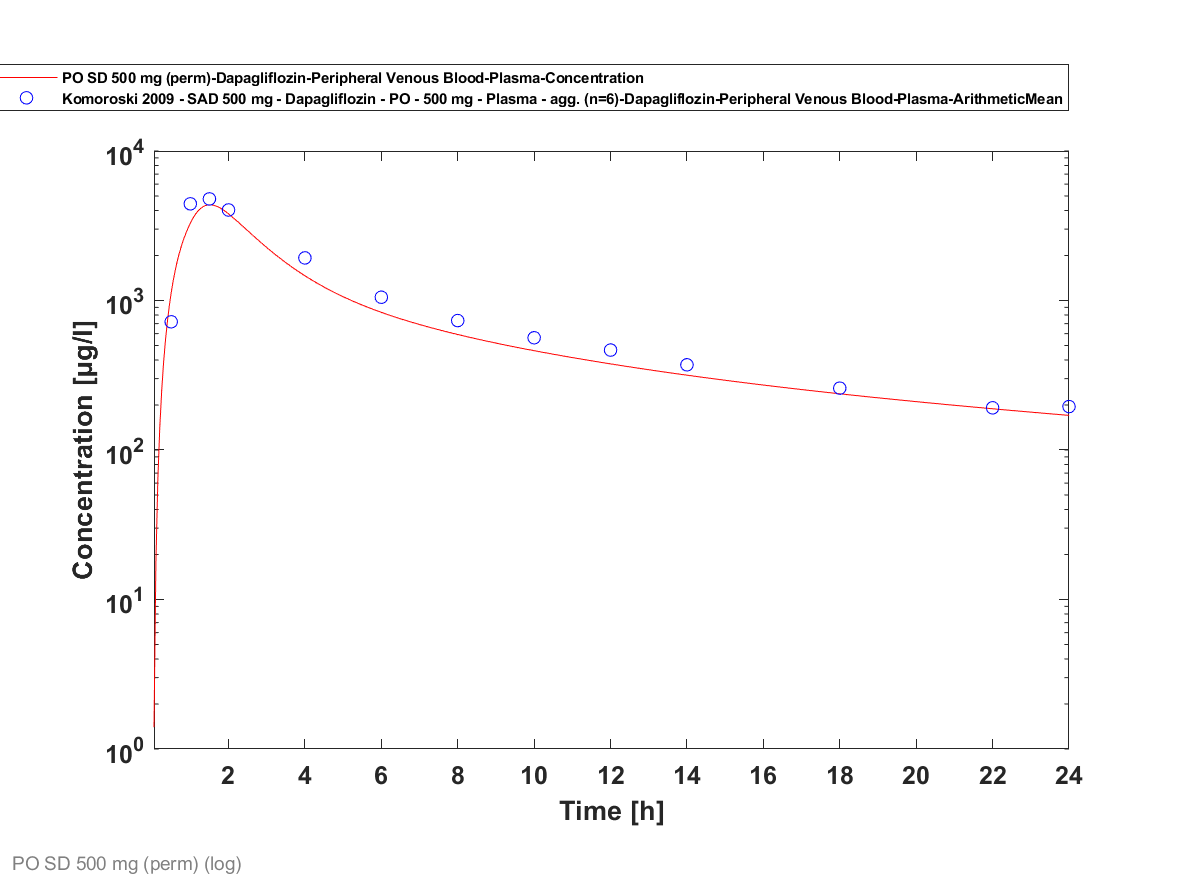 PO SD 500 mg (perm)-Dapagliflozin-Peripheral Venous Blood-Plasma-Concentration
Komoroski 2009 - SAD 500 mg - Dapagliflozin - PO - 500 mg - Plasma - agg. (n=6)-Dapagliflozin-Peripheral Venous Blood-Plasma-ArithmeticMean
10^4
10^3
10^2
10^1
10^0
Concentration [µg/l]
2 4 6 8 10 12 14 16 18 20 22 24
Time [h]
PO SD 500 mg (perm) (log)